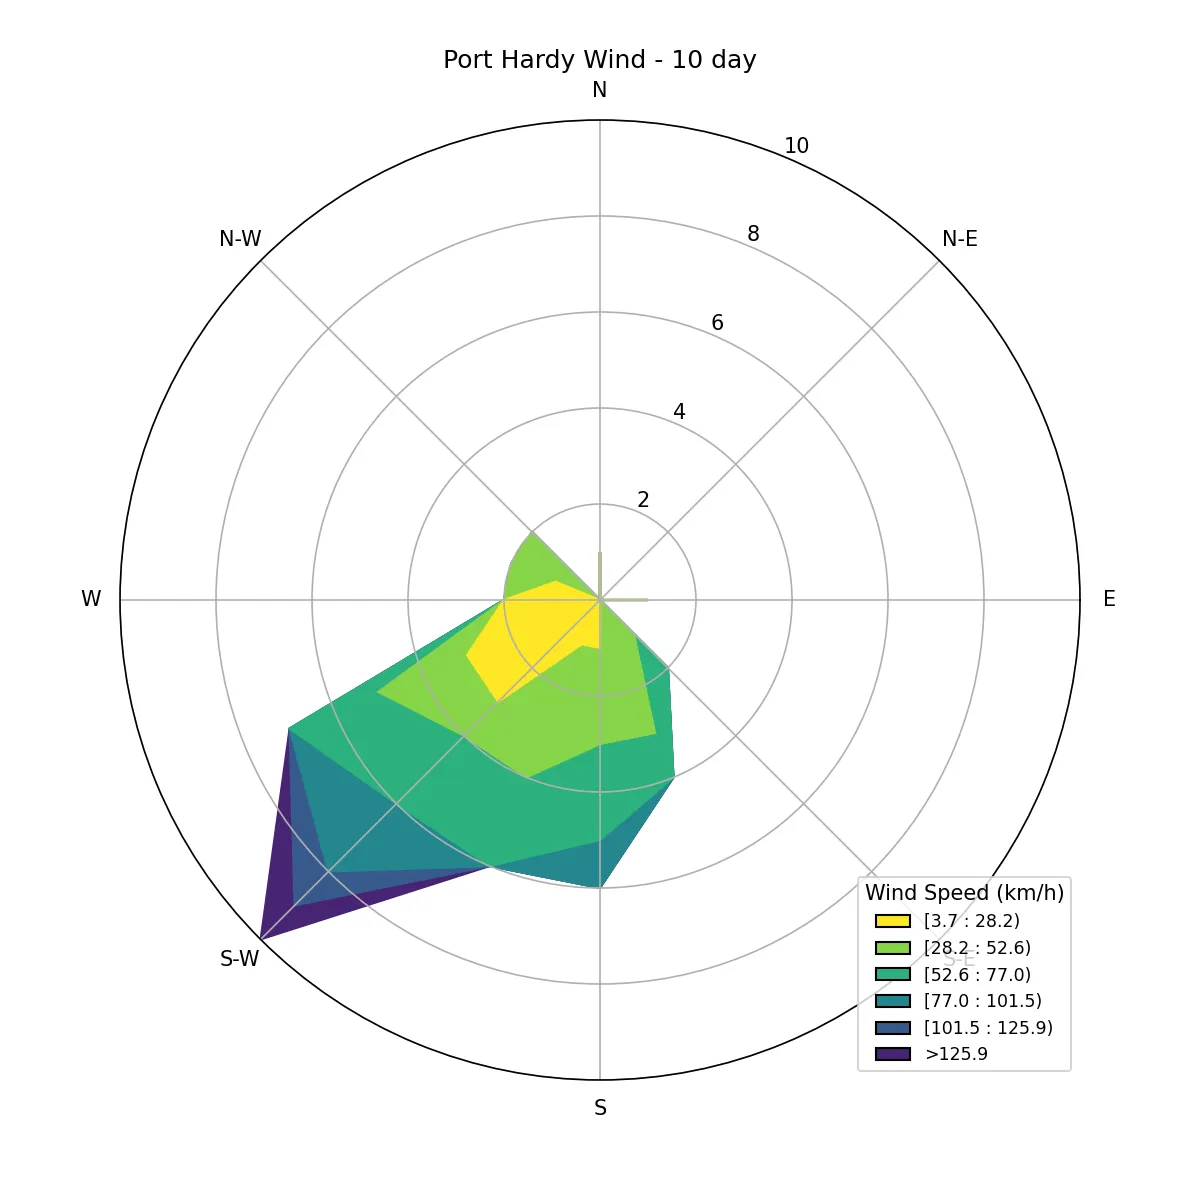 Port Hardy Wind - 10 day
N
10
N-W
N-E
8
6
4
2
W
E
S-W
S-E
S
Wind Speed (km/h)
[3.7 : 28.2)
[28.2 : 52.6)
[52.6 : 77.0)
[77.0 : 101.5)
[101.5 : 125.9)
>125.9